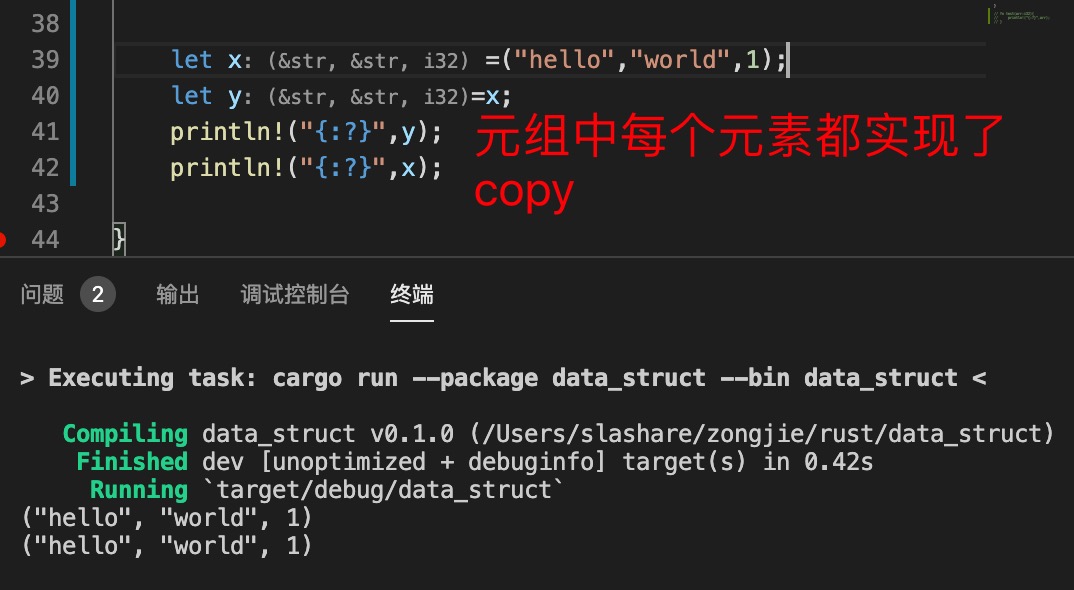 38
39 let x: (&str, &str, i32) =("hello","world",1);
40 let y: (&str, &str, i32)=x;
41 println!("{:?}",y);
42 println!("{:?}",x);
43
44 }
元组中每个元素都实现了
copy
问题 2 输出 调试控制台 终端
> Executing task: cargo run --package data_struct --bin data_struct <
Compiling data_struct v0.1.0 (/Users/slashare/zongjie/rust/data_struct)
Finished dev [unoptimized + debuginfo] target(s) in 0.42s
Running `target/debug/data_struct`
("hello", "world", 1)
("hello", "world", 1)